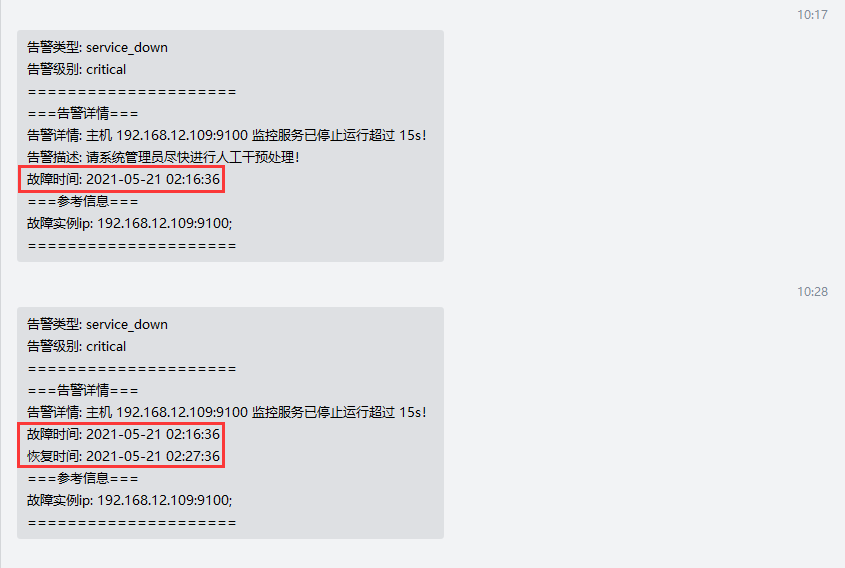 10:17
告警类型: service_down
告警级别: critical
=====================
===告警详情===
告警详情: 主机 192.168.12.109:9100 监控服务已停止运行超过 15s!
告警描述: 请系统管理员尽快进行人工干预处理!
故障时间: 2021-05-21 02:16:36
===参考信息===
故障实例ip: 192.168.12.109:9100;
=====================
10:28
告警类型: service_down
告警级别: critical
=====================
===告警详情===
告警详情: 主机 192.168.12.109:9100 监控服务已停止运行超过 15s!
故障时间: 2021-05-21 02:16:36
恢复时间: 2021-05-21 02:27:36
===参考信息===
故障实例ip: 192.168.12.109:9100;
=====================